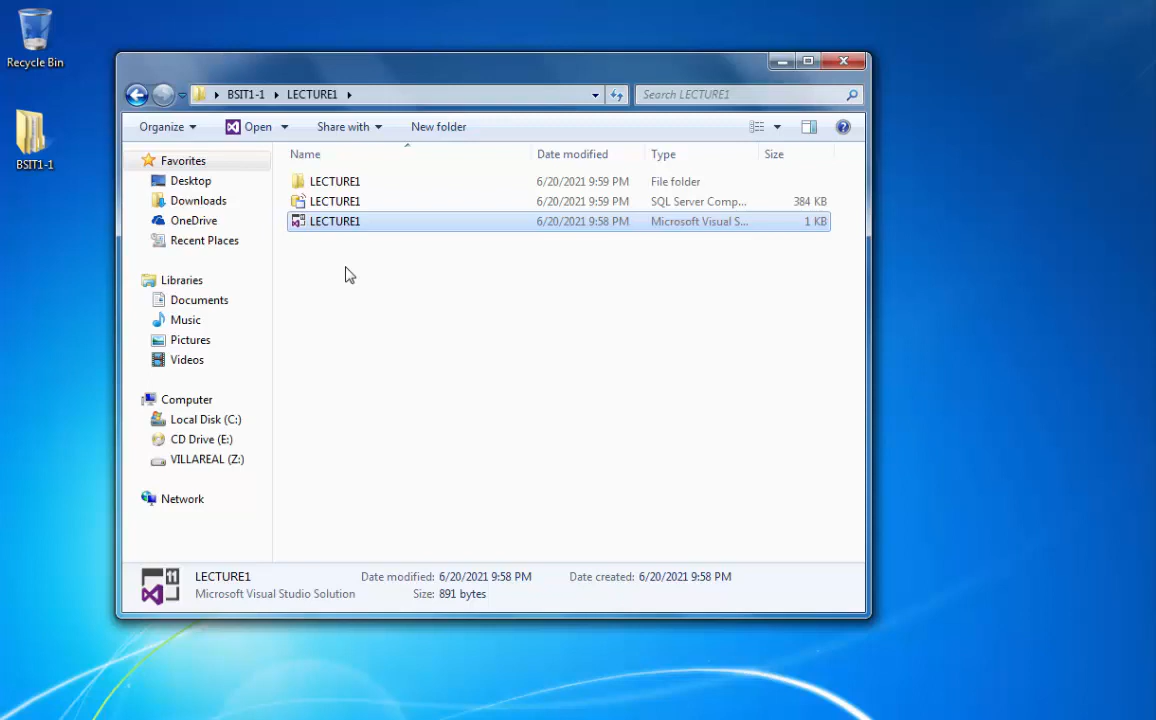 Recycle Bin
BSIT1-1
BSIT1-1 LECTURE1
Search LECTURE1
Organize Open Share with New folder
Name Date modified Type Size
LECTURE1 6/20/2021 9:59 PM File folder
LECTURE1 6/20/2021 9:59 PM SQL Server Comp... 384 KB
LECTURE1 6/20/2021 9:58 PM Microsoft Visual S... 1 KB
Favorites
Desktop
Downloads
OneDrive
Recent Places
Libraries
Documents
Music
Pictures
Videos
Computer
Local Disk (C:)
CD Drive (E:)
VILLAREAL (Z:)
Network
11
LECTURE1 Date modified: 6/20/2021 9:58 PM Date created: 6/20/2021 9:58 PM
Microsoft Visual Studio Solution Size: 891 bytes